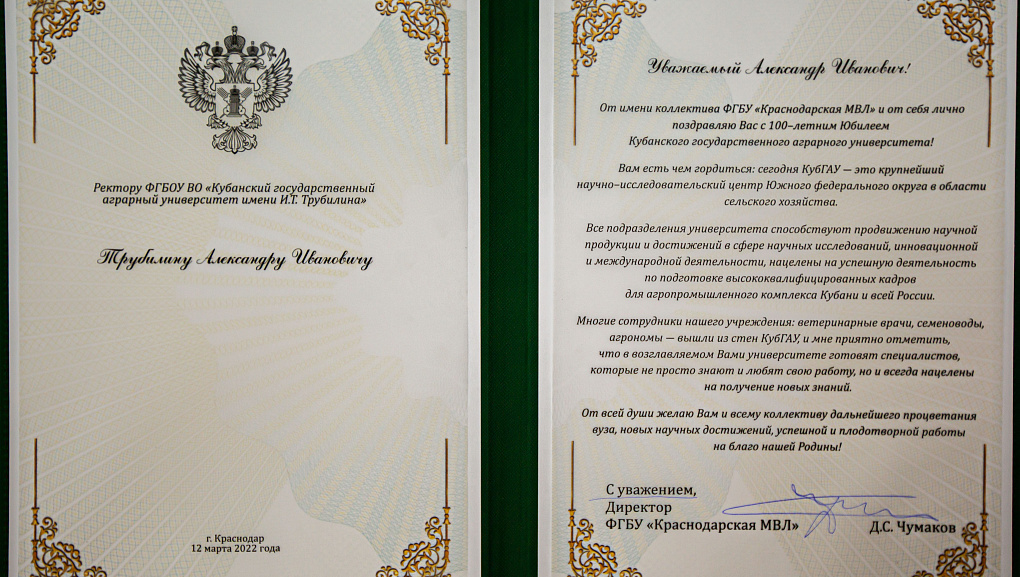 Ректору ФГБОУ ВО «Кубанский государственный
аграрный университет имени И.Т. Трубилина»
Трубилину Александру Ивановичу
г. Краснодар
12 марта 2022 года
Уважаемый Александр Иванович!
От имени коллектива ФГБУ «Краснодарская МВЛ» и от себя лично
поздравляю Вас с 100–летним Юбилеем
Кубанского государственного аграрного университета!
Вам есть чем гордиться: сегодня КубГАУ — это крупнейший
научно–исследовательский центр Южного федерального округа в области
сельского хозяйства.
Все подразделения университета способствуют продвижению научной
продукции и достижений в сфере научных исследований, инновационной
и международной деятельности, нацелены на успешную деятельность
по подготовке высококвалифицированных кадров
для агропромышленного комплекса Кубани и всей России.
Многие сотрудники нашего учреждения: ветеринарные врачи, семеноводы,
агрономы — вышли из стен КубГАУ, и мне приятно отметить,
что в возглавляемом Вами университете готовят специалистов,
которые не просто знают и любят свою работу, но и всегда нацелены
на получение новых знаний.
От всей души желаю Вам и всему коллективу дальнейшего процветания
вуза, новых научных достижений, успешной и плодотворной работы
на благо нашей Родины!
С уважением,
Директор
ФГБУ «Краснодарская МВЛ» Д.С. Чумаков